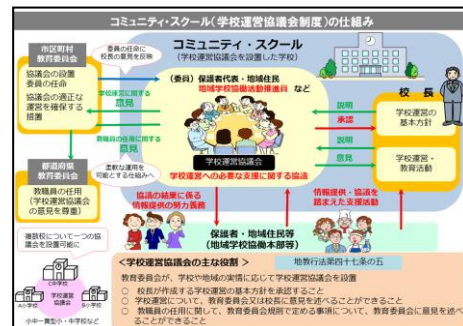 コミュニティ・スクール(学校運営協議会制度)の仕組み
市区町村
教育委員会
協議会の設置
委員の任命
協議会の適正な
運営を確保する
措置
委員の任命に
校長の意見を反映
学校運営に関する
意見
教職員の任用に関する
意見
柔軟な運用を
可能とする仕組みへ
都道府県
教育委員会
教職員の任用
(学校運営協議会
の意見を尊重)
複数校について一つの協
議会を設置可能に
C中学校
学校運営
協議会
A小学校
B小学校
小中一貫型小・中学校など
コミュニティ・スクール
(学校運営協議会を設置した学校)
(委員)保護者代表・地域住民
地域学校協働活動推進員 など
学校運営協議会
学校運営への必要な支援に関する協議
説明
承認
説明
意見
校 長
学校運営の
基本方針
学校運営・
教育活動
協議の結果に係る
情報提供の努力義務
情報提供・協議を
踏まえた支援活動
保護者・地域住民等
(地域学校協働本部等)
<学校運営協議会の主な役割>
地教行法第四十七条の五
教育委員会が、学校や地域の実情に応じて学校運営協議会を設置
○ 校長が作成する学校運営の基本方針を承認すること
○ 学校運営について、教育委員会又は校長に意見を述べることができること
○ 教職員の任用に関して、教育委員会規則で定める事項について、教育委員会に意見を述べ
ることができること